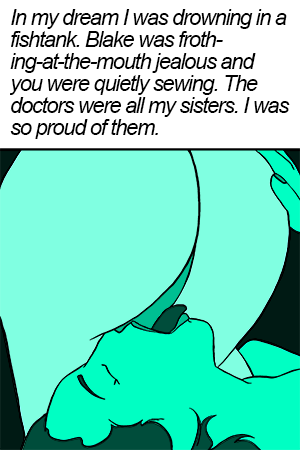 In my dream I was drowning in a
fishtank. Blake was froth-
ing-at-the-mouth jealous and
you were quietly sewing. The
doctors were all my sisters. I was
so proud of them.